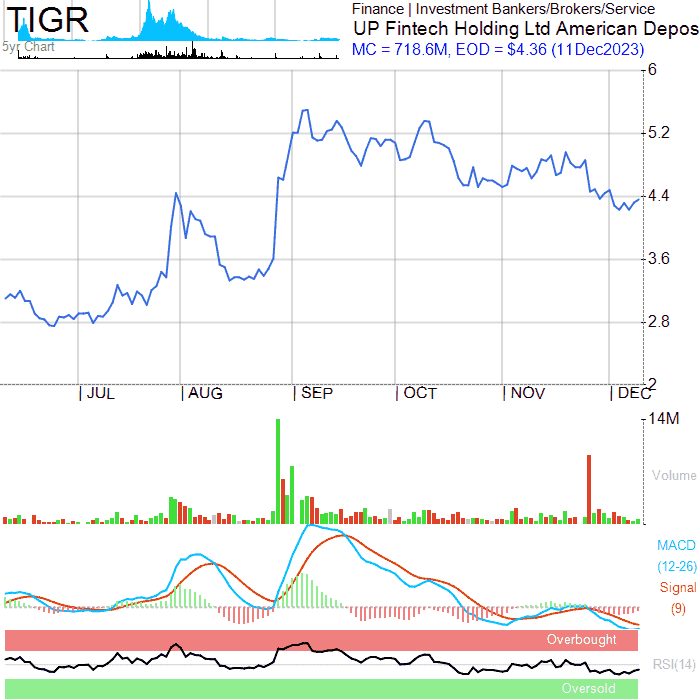 TIGR
5yr Chart
Finance | Investment Bankers/Brokers/Service
UP Fintech Holding Ltd American Depos
MC = 718.6M, EOD = $4.36 (11Dec2023)
6
5.2
4.4
3.6
2.8
2
| JUL | AUG | SEP | OCT | NOV | DEC
14M
Volume
MACD
(12-26)
Signal
(9)
Overbought
RSI(14)
Oversold